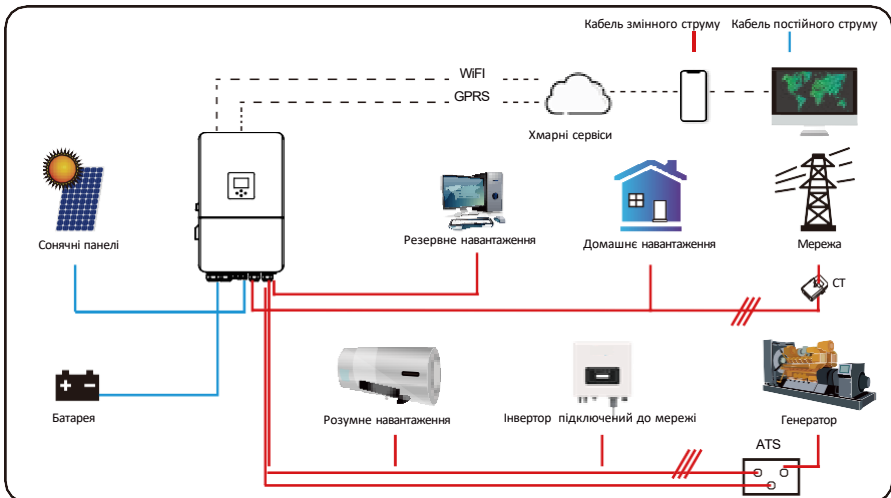 Кабель змінного струму
Кабель постійного струму
WiFI
GPRS
Хмарні сервіси
Сонячні панелі
Резервне навантаження
Домашнє навантаження
Мережа
CT
Батарея
Розумне навантаження
Інвертор підключений до мережі
Генератор
ATS